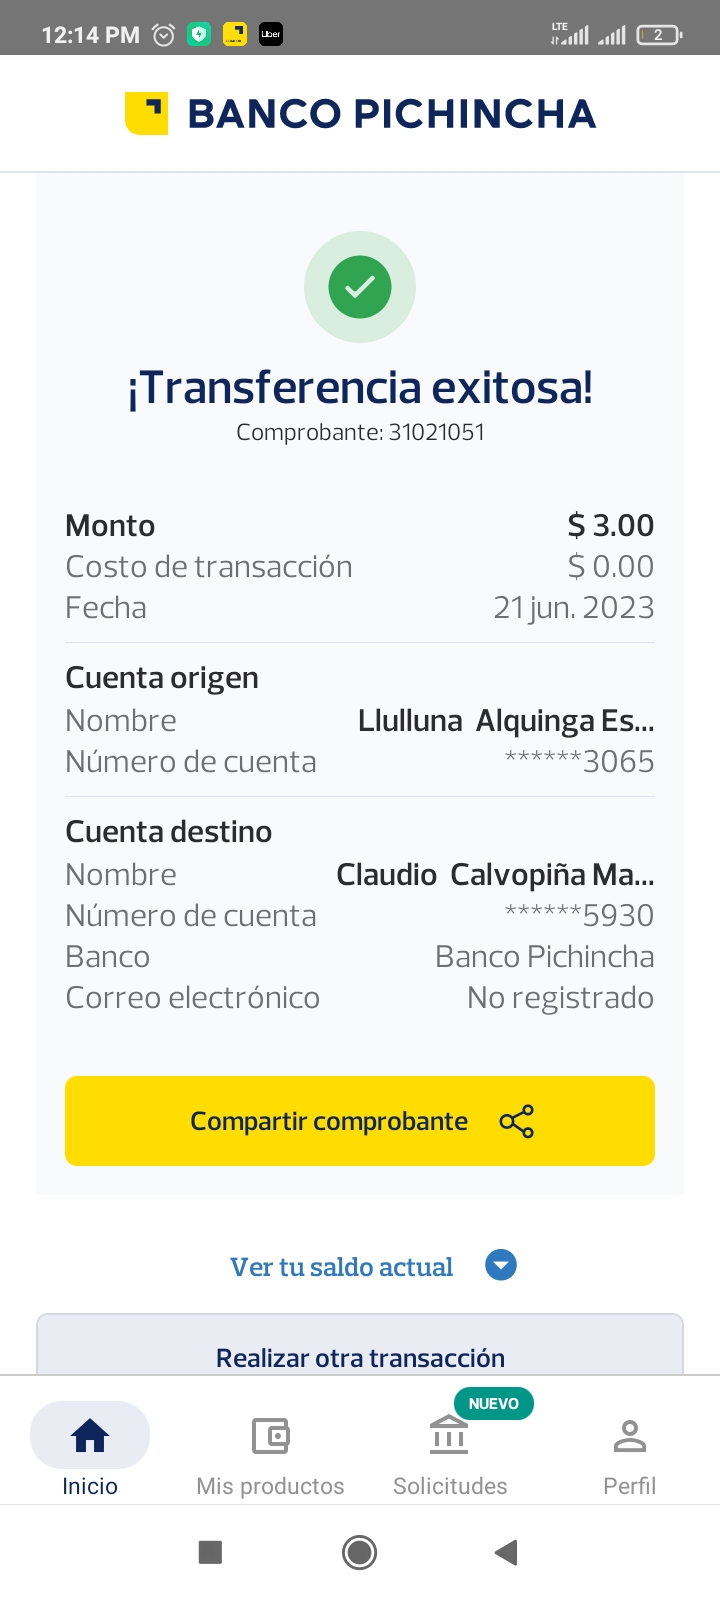 12:14 PM Uber LTE 2
BANCO PICHINCHA
¡Transferencia exitosa!
Comprobante: 31021051
Monto $ 3.00
Costo de transacción $ 0.00
Fecha 21 jun. 2023
Cuenta origen
Nombre Llulluna Alquinga Es...
Número de cuenta ******3065
Cuenta destino
Nombre Claudio Calvopiña Ma...
Número de cuenta ******5930
Banco Banco Pichincha
Correo electrónico No registrado
Compartir comprobante
Ver tu saldo actual
Realizar otra transacción
NUEVO
Inicio Mis productos Solicitudes Perfil